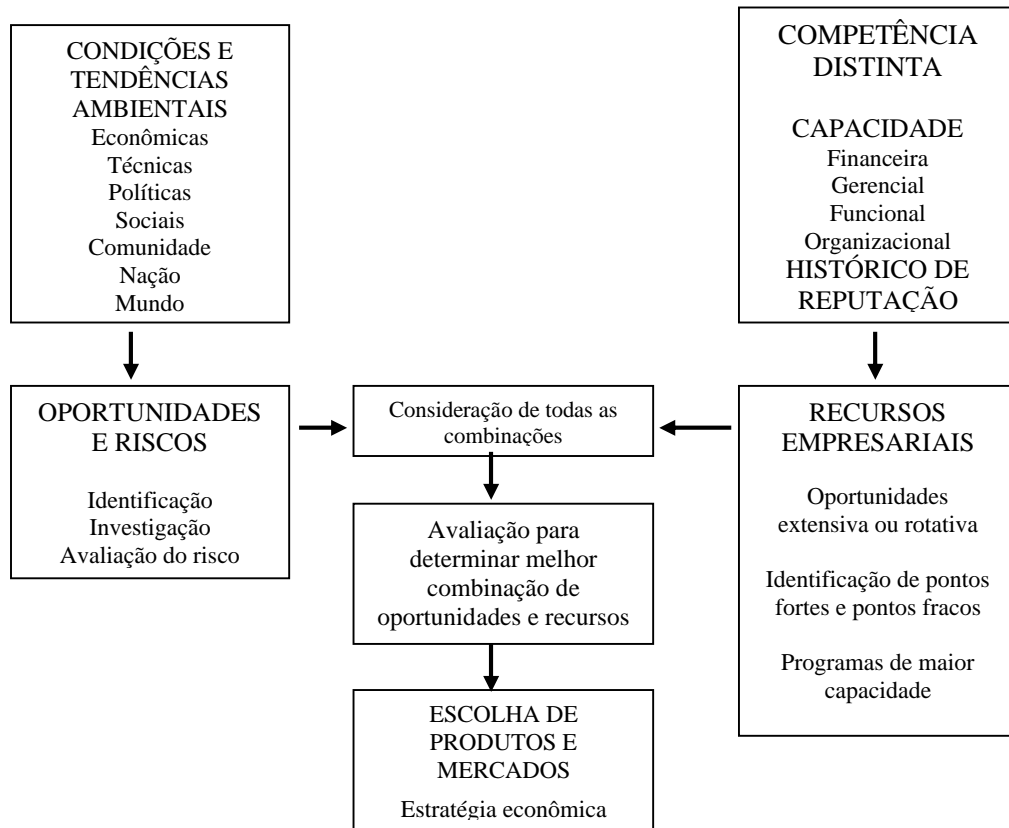 CONDIÇÕES E
TENDÊNCIAS
AMBIENTAIS
Econômicas
Técnicas
Políticas
Sociais
Comunidade
Nação
Mundo
COMPETÊNCIA
DISTINTA
CAPACIDADE
Financeira
Gerencial
Funcional
Organizacional
HISTÓRICO DE
REPUTAÇÃO
OPORTUNIDADES
E RISCOS
Identificação
Investigação
Avaliação do risco
Consideração de todas as
combinações
RECURSOS
EMPRESARIAIS
Oportunidades
extensiva ou rotativa
Identificação de pontos
fortes e pontos fracos
Programas de maior
capacidade
Avaliação para
determinar melhor
combinação de
oportunidades e recursos
ESCOLHA DE
PRODUTOS E
MERCADOS
Estratégia econômica